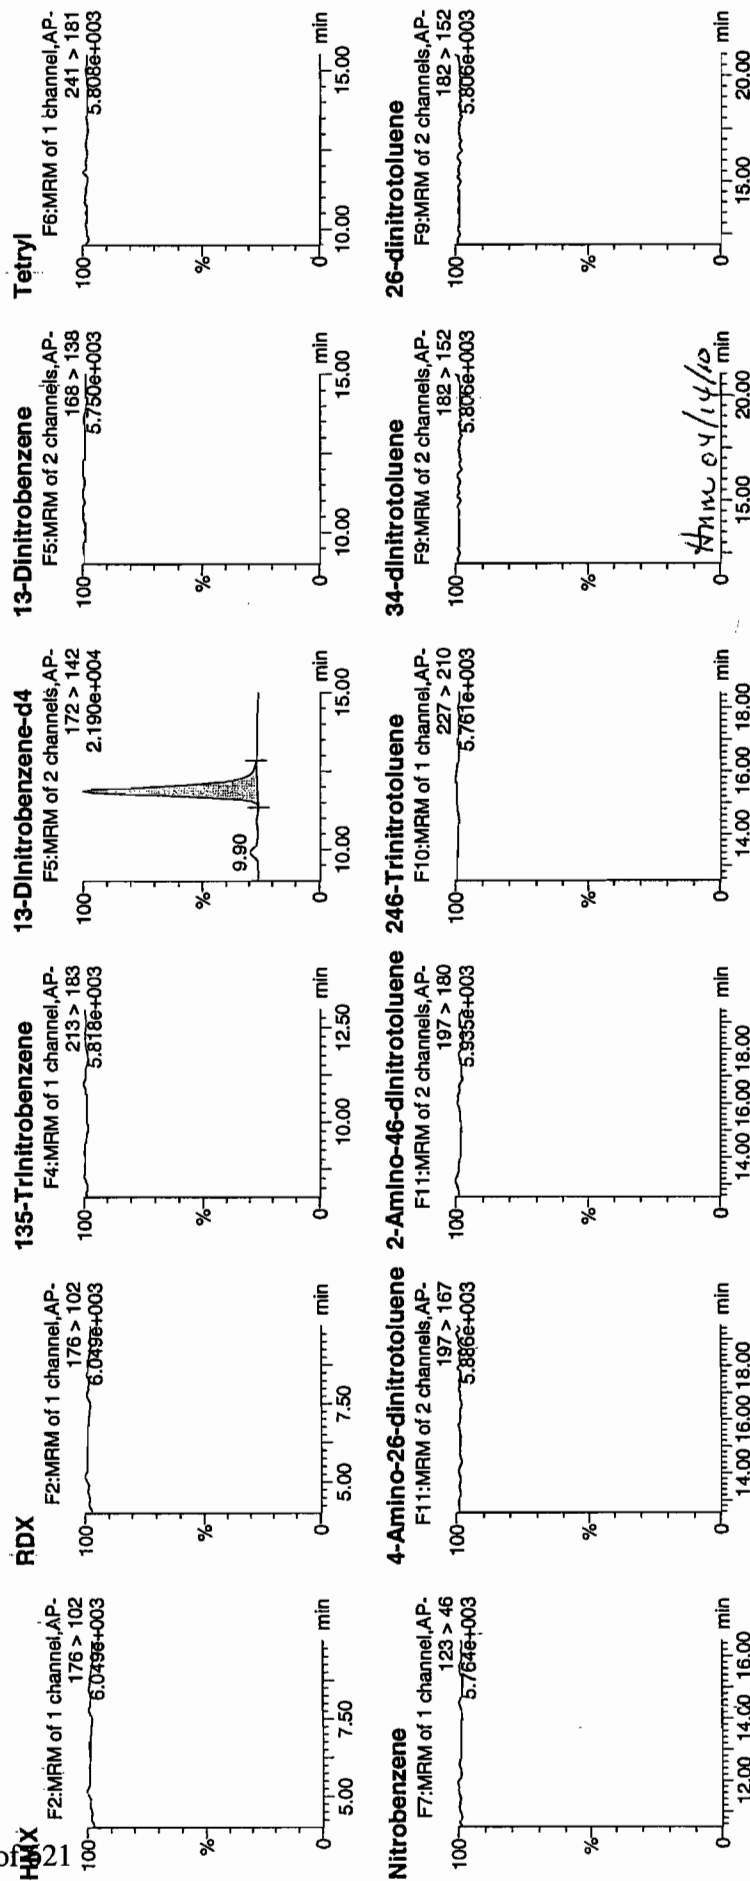 HMX
F2:MRM of 1 channel,AP-
176 > 102
6.049e+003
100
%
0
5.00 7.50 min
RDX
F2:MRM of 1 channel,AP-
176 > 102
6.049e+003
100
%
0
5.00 7.50 min
135-Trinitrobenzene
F4:MRM of 1 channel,AP-
213 > 183
5.818e+003
100
%
0
10.00 12.50 min
13-Dinitrobenzene-d4
F5:MRM of 2 channels,AP-
172 > 142
2.190e+004
100
%
9.90
0
10.00 15.00 min
13-Dinitrobenzene
F5:MRM of 2 channels,AP-
168 > 138
5.750e+003
100
%
0
10.00 15.00 min
Tetryl
F6:MRM of 1 channel,AP-
241 > 181
5.808e+003
100
%
0
10.00 15.00 min
Nitrobenzene
F7:MRM of 1 channel,AP-
123 > 46
5.764e+003
100
%
0
12.00 14.00 16.00 min
4-Amino-26-dinitrotoluene
F11:MRM of 2 channels,AP-
197 > 167
5.886e+003
100
%
0
14.00 16.00 18.00 min
2-Amino-46-dinitrotoluene
F11:MRM of 2 channels,AP-
197 > 180
5.935e+003
100
%
0
14.00 16.00 18.00 min
246-Trinitrotoluene
F10:MRM of 1 channel,AP-
227 > 210
5.761e+003
100
%
0
14.00 16.00 18.00 min
34-dinitrotoluene
F9:MRM of 2 channels,AP-
182 > 152
5.806e+003
100
%
0
15.00 20.00 min
04/14/10
26-dinitrotoluene
F9:MRM of 2 channels,AP-
182 > 152
5.806e+003
100
%
0
15.00 20.00 min